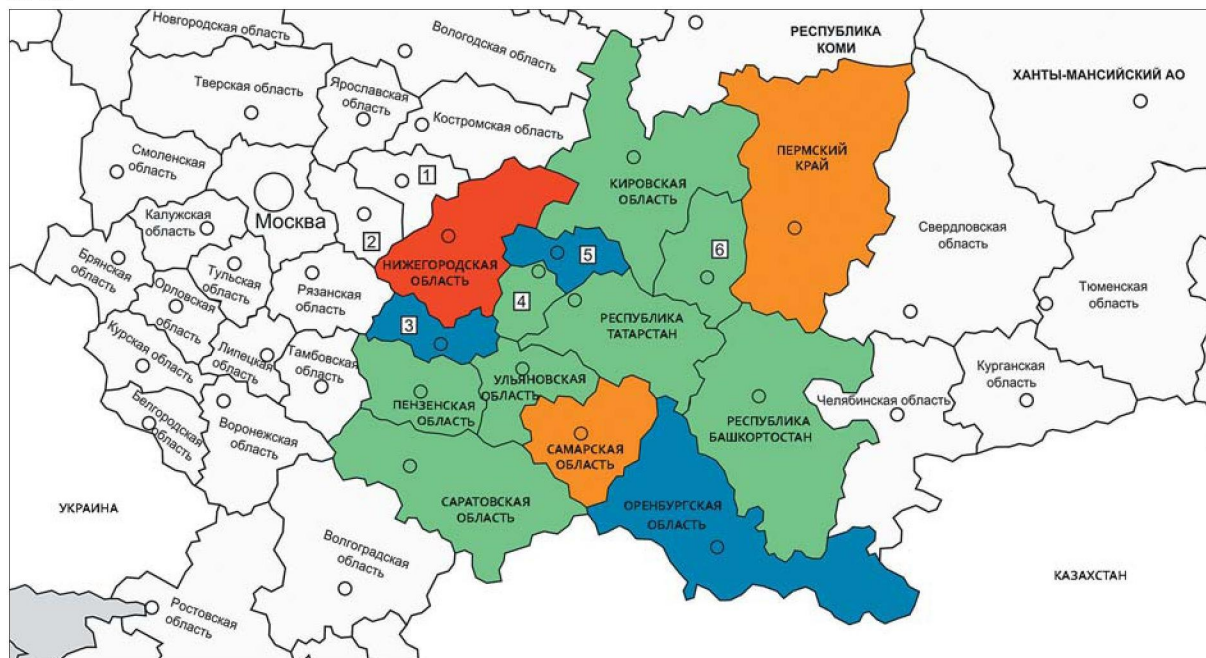 Новгородская область
Вологодская область
РЕСПУБЛИКА
КОМИ
ХАНТЫ-МАНСИЙСКИЙ АО
Тверская область
Ярославская
область
Костромская область
Смоленская
область
ПЕРМСКИЙ
КРАЙ
1
КИРОВСКАЯ
ОБЛАСТЬ
Калужская
область
Москва
2
Свердловская
область
Брянская
область
Тульская
область
Рязанская
область
НИЖЕГОРОДСКАЯ
ОБЛАСТЬ
5
6
Тюменская
область
Орловская
область
4
3
РЕСПУБЛИКА
ТАТАРСТАН
Курская область
Липецкая
область
Тамбовская
область
Курганская
область
УЛЬЯНОВСКАЯ
ОБЛАСТЬ
Белгородская
область
Воронежская
область
ПЕНЗЕНСКАЯ
ОБЛАСТЬ
Челябинская область
РЕСПУБЛИКА
БАШКОРТОСТАН
САМАРСКАЯ
ОБЛАСТЬ
УКРАИНА
САРАТОВСКАЯ
ОБЛАСТЬ
ОРЕНБУРГСКАЯ
ОБЛАСТЬ
Волгоградская
область
КАЗАХСТАН
Ростовская
область